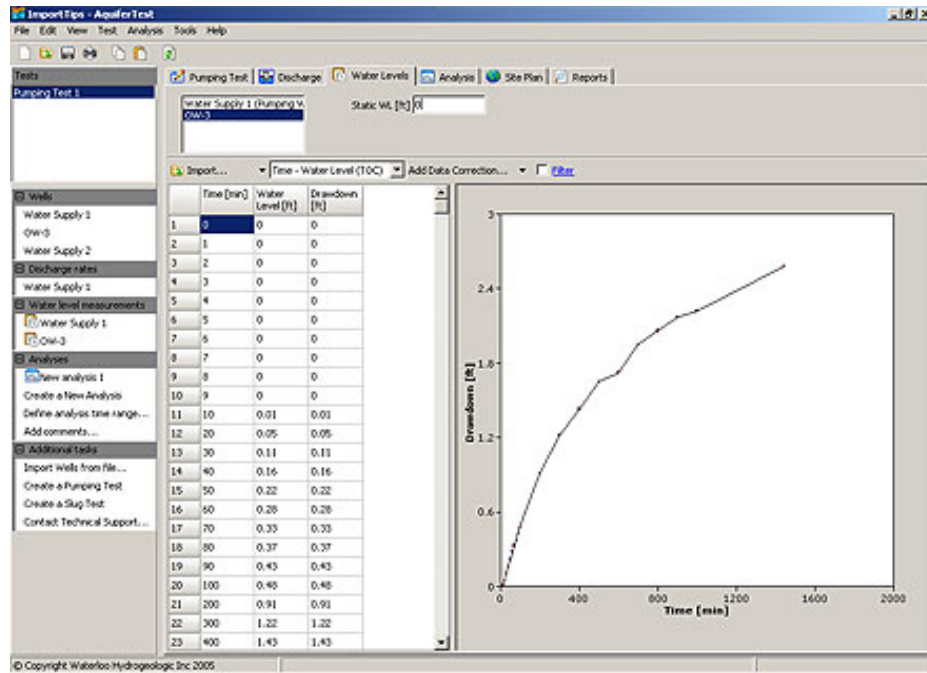 ImportTips - AquiferTest
File Edit View Test Analysis Tools Help
Tests
Pumping Test 1
Pumping Test
Discharge
Water Levels
Analysis
Site Plan
Reports
Water Supply 1 (Pumping W
OW-3
Static WL [ft] 0
Import...
Time - Water Level (TOC)
Add Data Correction...
Filter
Wells
Water Supply 1
OW-3
Water Supply 2
Discharge rates
Water Supply 1
Water level measurements
Water Supply 1
OW-3
Analyses
New analysis 1
Create a New Analysis
Define analysis time range...
Add comments...
Additional tasks
Import Wells from file...
Create a Pumping Test
Create a Slug Test
Contact Technical Support...
Time [min] Water Level [ft] Drawdown [ft]
1 0 0 0
2 1 0 0
3 2 0 0
4 3 0 0
5 4 0 0
6 5 0 0
7 6 0 0
8 7 0 0
9 8 0 0
10 9 0 0
11 10 0.01 0.01
12 20 0.05 0.05
13 30 0.11 0.11
14 40 0.16 0.16
15 50 0.22 0.22
16 60 0.28 0.28
17 70 0.33 0.33
18 80 0.37 0.37
19 90 0.43 0.43
20 100 0.48 0.48
21 200 0.91 0.91
22 300 1.22 1.22
23 400 1.43 1.43
3
2.4
1.8
1.2
0.6
0
Drawdown [ft]
0 400 800 1200 1600 2000
Time [min]
© Copyright Waterloo Hydrogeologic Inc 2005